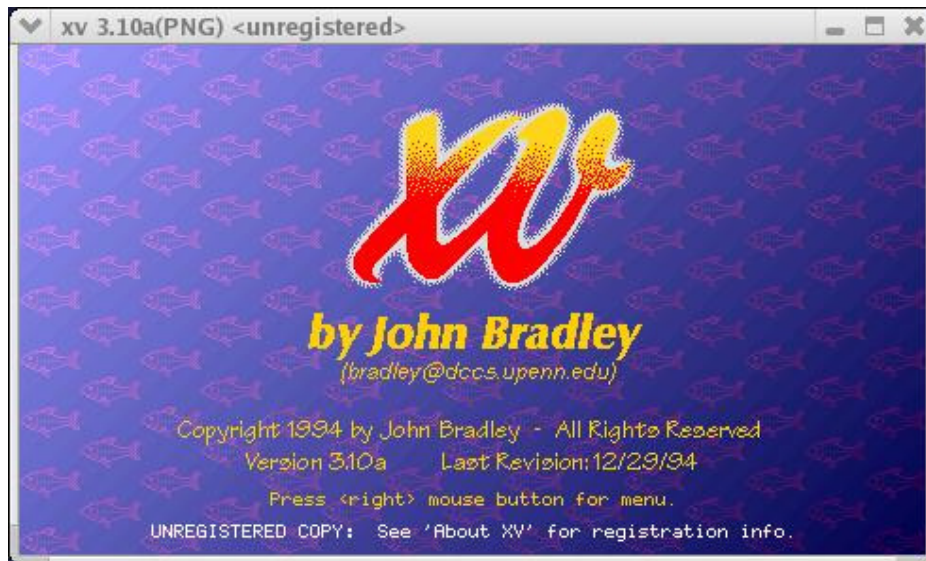 xv 3.10a(PNG) <unregistered>
xv
by John Bradley
(bradley@dccs.upenn.edu)
Copyright 1994 by John Bradley - All Rights Reserved
Version 3.10a Last Revision: 12/29/94
Press <right> mouse button for menu.
UNREGISTERED COPY: See 'About XV' for registration info.